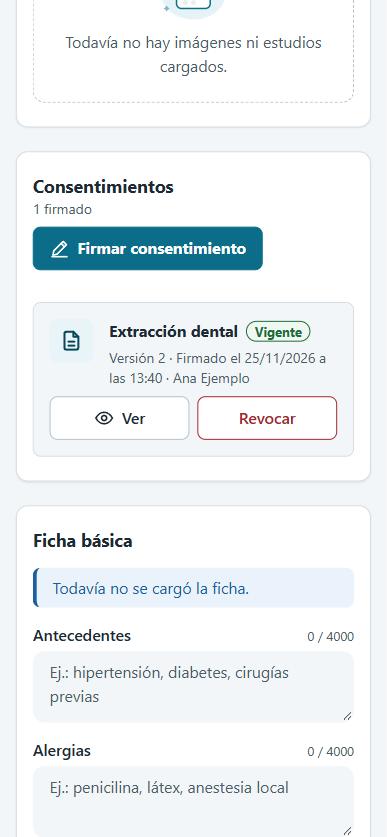 Todavía no hay imágenes ni estudios
cargados.
Consentimientos
1 firmado
Firmar consentimiento
Extracción dental Vigente
Versión 2 · Firmado el 25/11/2026 a
las 13:40 · Ana Ejemplo
Ver Revocar
Ficha básica
Todavía no se cargó la ficha.
Antecedentes 0 / 4000
Ej.: hipertensión, diabetes, cirugías
previas
Alergias 0 / 4000
Ej.: penicilina, látex, anestesia local